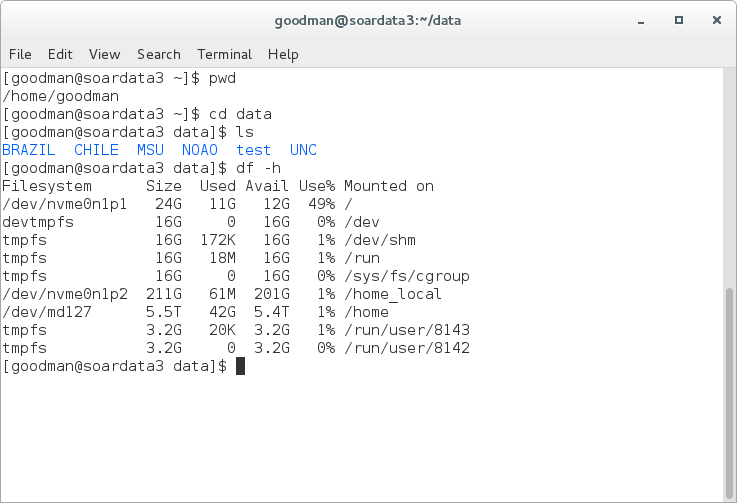 goodman@soardata3:~/data
File Edit View Search Terminal Help
[goodman@soardata3 ~]$ pwd
/home/goodman
[goodman@soardata3 ~]$ cd data
[goodman@soardata3 data]$ ls
BRAZIL  CHILE  MSU  NOAO  test  UNC
[goodman@soardata3 data]$ df -h
Filesystem      Size  Used Avail Use% Mounted on
/dev/nvme0n1p1   24G   11G   12G  49% /
devtmpfs         16G     0   16G   0% /dev
tmpfs            16G  172K   16G   1% /dev/shm
tmpfs            16G   18M   16G   1% /run
tmpfs            16G     0   16G   0% /sys/fs/cgroup
/dev/nvme0n1p2  211G   61M  201G   1% /home_local
/dev/md127      5.5T   42G  5.4T   1% /home
tmpfs           3.2G   20K  3.2G   1% /run/user/8143
tmpfs           3.2G     0  3.2G   0% /run/user/8142
[goodman@soardata3 data]$